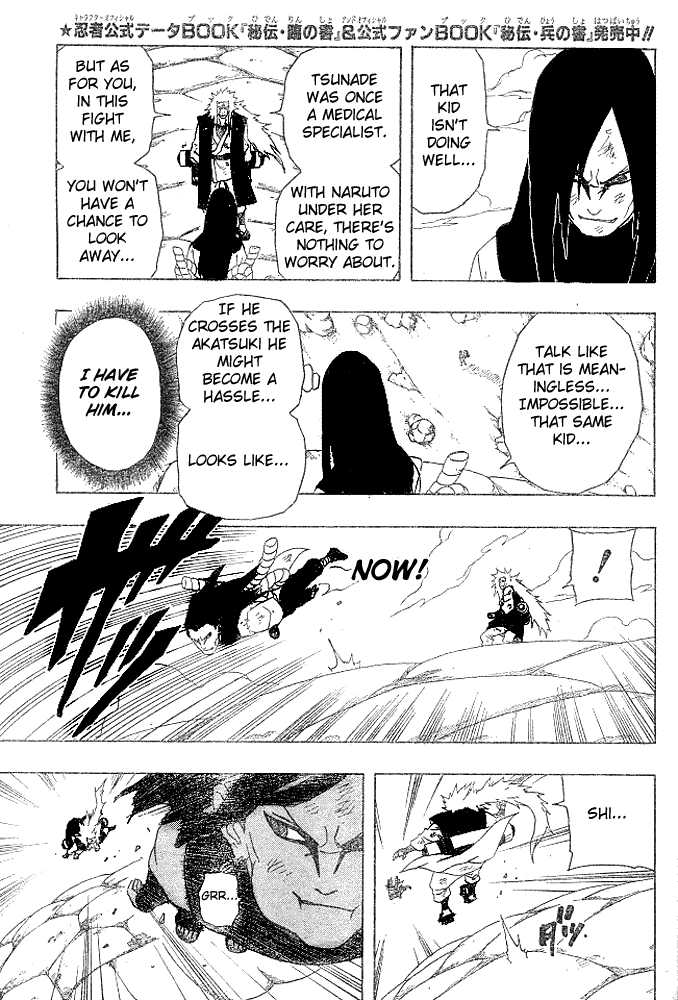 ★忍者公式データBOOK『秘伝・臨の書』&公式ファンBOOK『秘伝・兵の書』発売中!!
THAT
KID
ISN'T
DOING
WELL...
TSUNADE
WAS ONCE
A MEDICAL
SPECIALIST.
WITH NARUTO
UNDER HER
CARE, THERE'S
NOTHING TO
WORRY ABOUT.
BUT AS
FOR YOU,
IN THIS
FIGHT
WITH ME,
YOU WON'T
HAVE A
CHANCE TO
LOOK
AWAY...
TALK LIKE
THAT IS MEAN-
INGLESS...
IMPOSSIBLE...
THAT SAME
KID...
IF HE
CROSSES THE
AKATSUKI HE
MIGHT
BECOME A
HASSLE...
LOOKS LIKE...
I HAVE
TO KILL
HIM...
!
NOW!
SHI...
GRR...